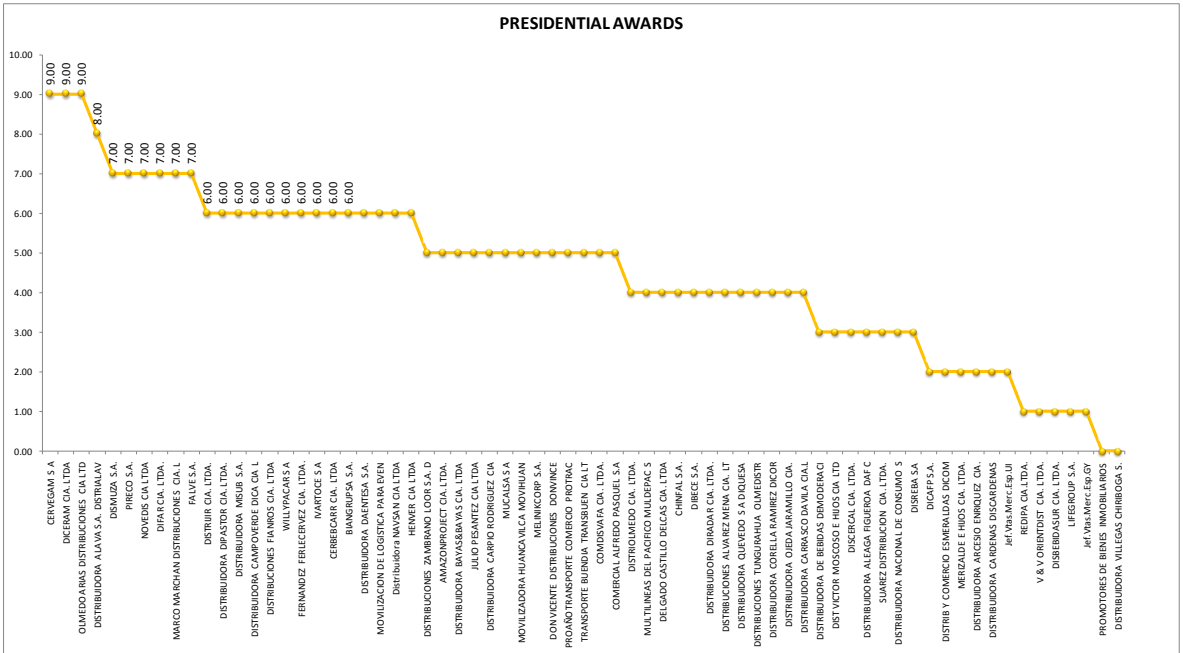 PRESIDENTIAL AWARDS
10.00
9.00
8.00
7.00
6.00
5.00
4.00
3.00
2.00
1.00
0.00
9.00
9.00
9.00
8.00
7.00
7.00
7.00
7.00
7.00
7.00
6.00
6.00
6.00
6.00
6.00
6.00
6.00
6.00
6.00
6.00
CERVEGAM S A
DICERAM CIA. LTDA
OLMEDO ARIAS DISTRIBUCIONES CIA LTD
DISTRIBUIDORA ALAVA S.A. DISTRIALAV
DISMUZA S.A.
PIRECO S.A.
NOVEDIS CIA LTDA
DIFAR CIA. LTDA.
MARCO MARCHAN DISTRIBUCIONES CIA. L
FALVE S.A.
DISTRUIR CIA. LTDA.
DISTRIBUIDORA DIPASTOR CIA. LTDA.
DISTRIBUIDORA MISUB S.A.
DISTRIBUIDORA CAMPOVERDE DICA CIA L
DISTRIBUCIONES FIANROS CIA. LTDA
WILLYPACAR S A
FERNANDEZ FERLECERVEZ CIA. LTDA.
IVARTOCE S A
CERBEBCARR CIA. LTDA
BIANGRUPSA S.A.
DISTRIBUIDORA DAENTESA S.A.
MOVILIZACION DE LOGISTICA PARA EVEN
Distribuidora NAVSAN CIA LTDA
HENVER CIA LTDA
DISTRIBUCIONES ZAMBRANO LOOR S.A. D
AMAZONPROJECT CIA. LTDA.
DISTRIBUIDORA BAYAS&BAYAS CIA. LTDA
JULIO PESANTEZ CIA LTDA
DISTRIBUIDORA CARPIO RODRIGUEZ CIA
MUCALSA S A
MOVILIZADORA HUANCAVILCA MOVIHUAN
MELINIKCORP S.A.
DON VICENTE DISTRIBUCIONES DONVINCE
PROAÑO TRANSPORTE COMERCIO PROTRAC
TRANSPORTE BUENDIA TRANSBUEN CIA LT
COMDISVAFA CIA. LTDA.
COMERCIAL ALFREDO PASQUEL S.A
DISTRIOLMEDO CIA. LTDA.
MULTILINEAS DEL PACIFICO MULDEPAC S
DELGADO CASTILLO DELCAS CIA. LTDA
CHINFAL S.A.
DIBECE S.A.
DISTRIBUIDORA DIRADAR CIA. LTDA.
DISTRIBUCIONES ALVAREZ MENA CIA. LT
DISTRIBUIDORA QUEVEDO S A DIQUESA
DISTRIBUCIONES TUNGURAHUA OLMEDISTR
DISTRIBUIDORA CORELLA RAMIREZ DICOR
DISTRIBUIDORA OJEDA JARAMILLO CIA.
DISTRIBUIDORA CARRASCO DAVILA CIA.L
DISTRIBUIDORA DE BEBIDAS DEMODERACI
DIST VICTOR MOSCOSO E HIJOS CIA LTD
DISCERCAL CIA. LTDA.
DISTRIBUIDORA ALEAGA FIGUEROA DAF C
SUAREZ DISTRIBUTION CIA. LTDA.
DISTRIBUIDORA NACIONAL DE CONSUMO S
DISREBA S.A
DICAFP S.A.
DISTRIB Y COMERCIO ESMERALDAS DICOM
MERIZALDE E HIJOS CIA. LTDA.
DISTRIBUIDORA ARCESIO ENRIQUEZ CIA.
DISTRIBUIDORA CARDENAS DISCARDENAS
Jef.Vtas.Merc.Esp.UI
REDIPA CIA.LTDA.
V & V ORIENTDIST CIA. LTDA.
DISBEBIDASUR CIA. LTDA.
LIFEGROUP S.A.
Jef.Vtas.Merc.Esp.GY
PROMOTORES DE BIENES INMOBILIARIOS
DISTRIBUIDORA VILLEGAS CHIRIBOGA S.